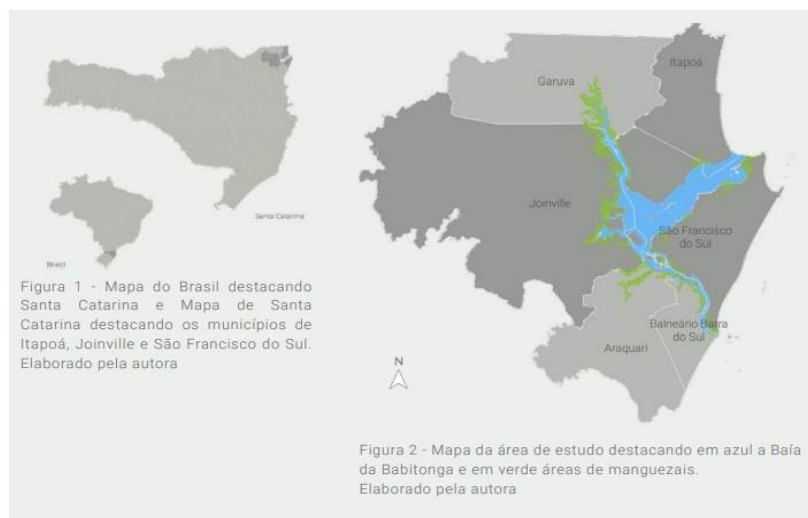 Santa Catarina
Brasil
Figura 1 - Mapa do Brasil destacando
Santa Catarina e Mapa de Santa
Catarina destacando os municípios de
Itapoá, Joinville e São Francisco do Sul.
Elaborado pela autora
Itapoá
Garuva
Joinville
São Francisco
do Sul
Balneário Barra
do Sul
Araquari
N
Figura 2 - Mapa da área de estudo destacando em azul a Baía
da Babitonga e em verde áreas de manguezais.
Elaborado pela autora